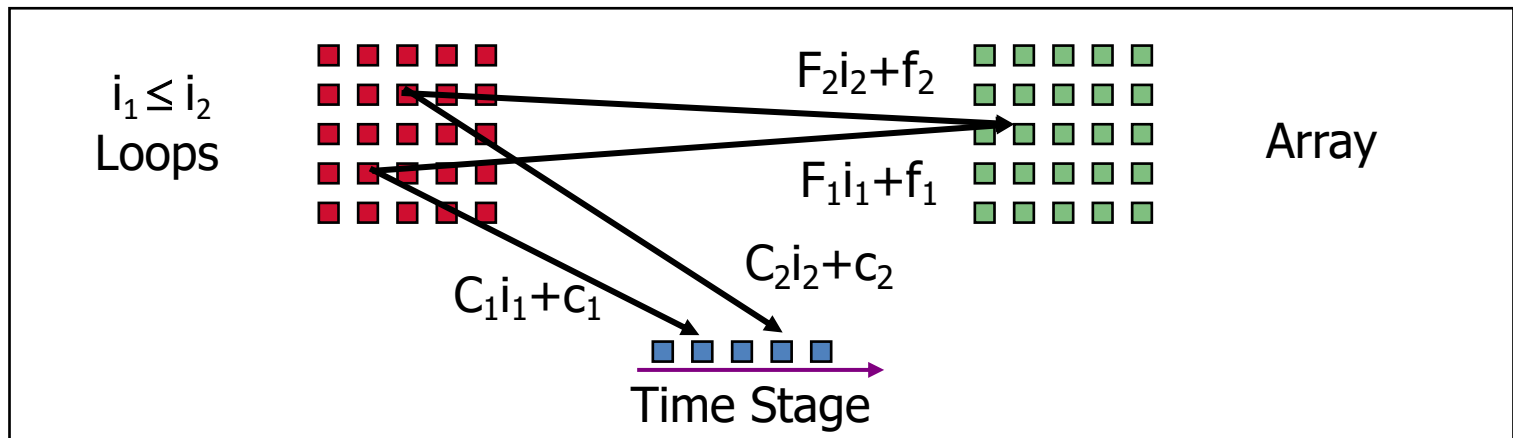 i₁ ≤ i₂
Loops
F₂i₂+f₂
F₁i₁+f₁
Array
C₁i₁+c₁
C₂i₂+c₂
Time Stage